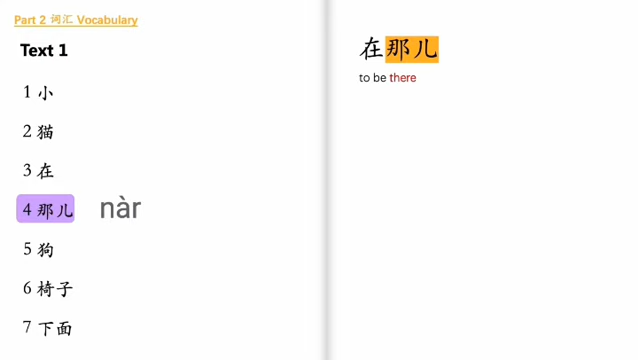 Part 2 词汇 Vocabulary
Text 1
1 小
2 猫
3 在
4 那儿 nàr
5 狗
6 椅子
7 下面
在那儿
to be there